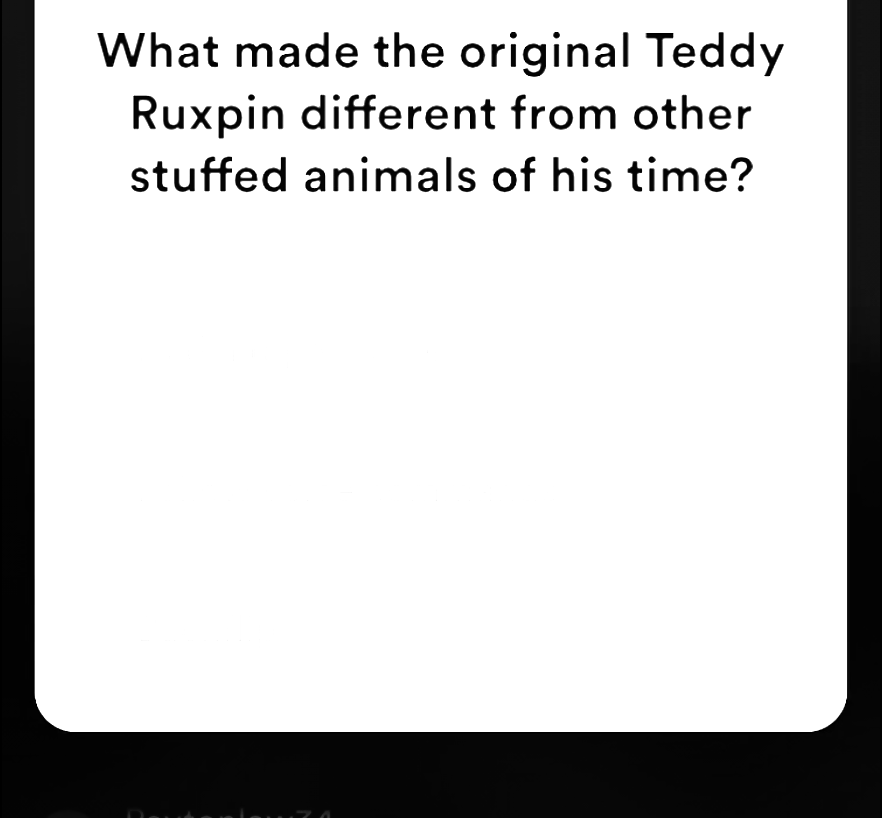 What made the original Teddy
Ruxpin different from other
stuffed animals of his time?